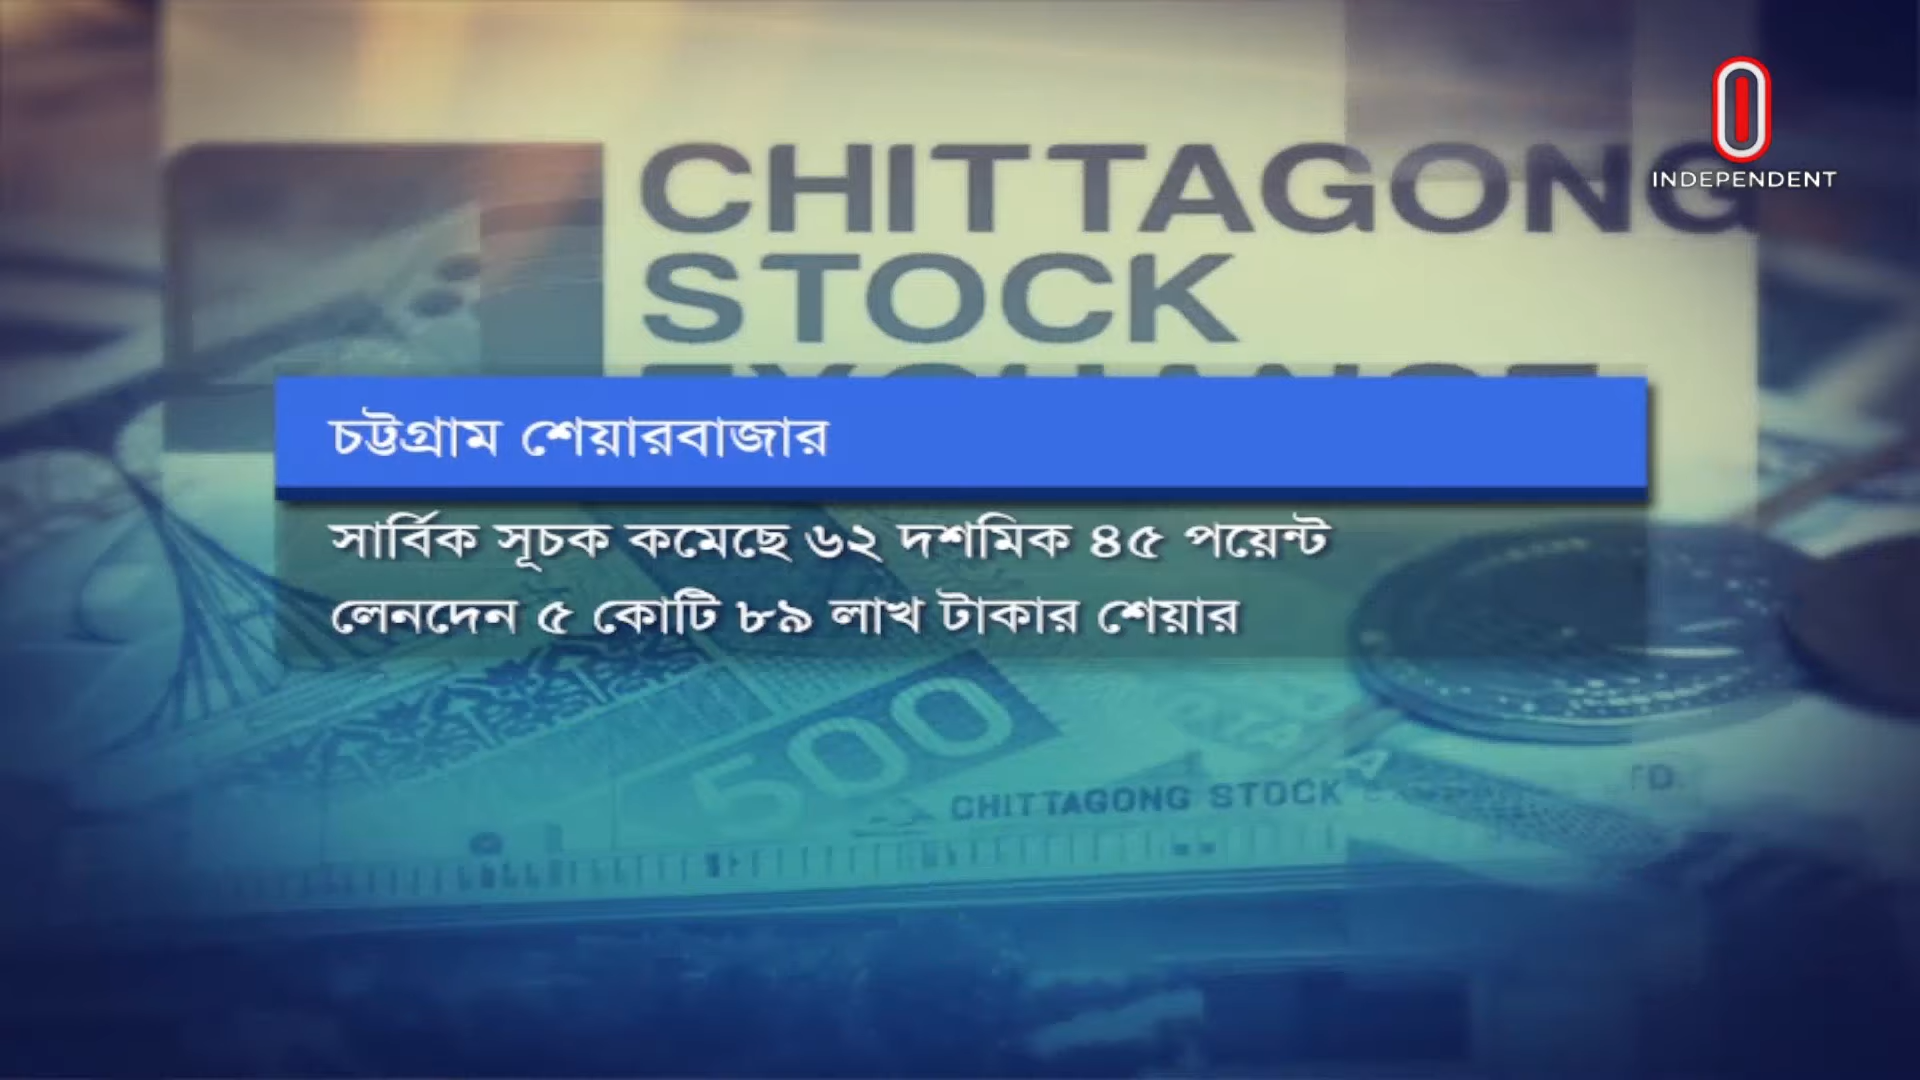 INDEPENDENT
CHITTAGONG
STOCK
চট্টগ্রাম শেয়ারবাজার
সার্বিক সূচক কমেছে ৬২ দশমিক ৪৫ পয়েন্ট
লেনদেন ৫ কোটি ৮৯ লাখ টাকার শেয়ার
500
CHITTAGONG STOCK